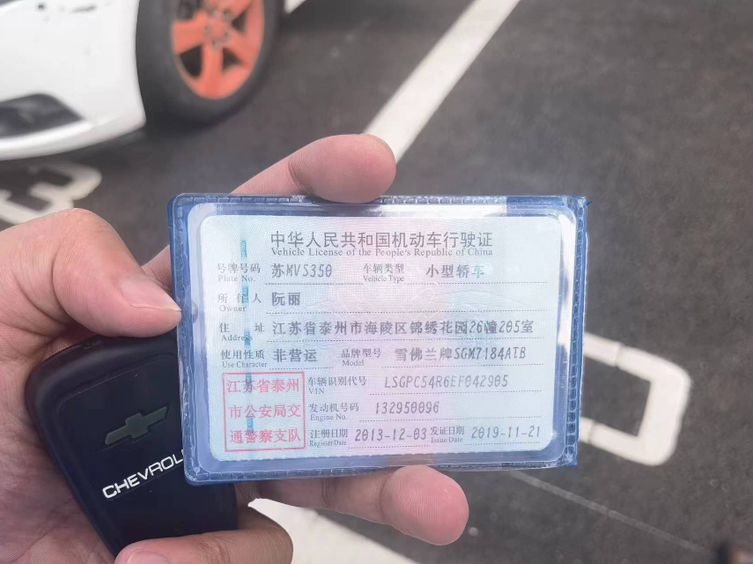 中华人民共和国机动车行驶证
Vehicle License of the People's Republic of China
号牌号码 苏MVS350 车辆类型 小型轿车
Plate No. Vehicle Type
所有人 阮丽
Owner
住址 江苏省泰州市海陵区锦绣花园26幢205室
Address
使用性质 非营运 品牌型号 雪佛兰牌SGM7184ATB
Use Character Model
江苏省泰州
市公安局交
通警察支队
车辆识别代号 LSGPC54R6EF042905
VIN
发动机号码 132950096
Engine No.
注册日期 2013-12-03 发证日期 2019-11-21
Register Date Issue Date
CHEVROL